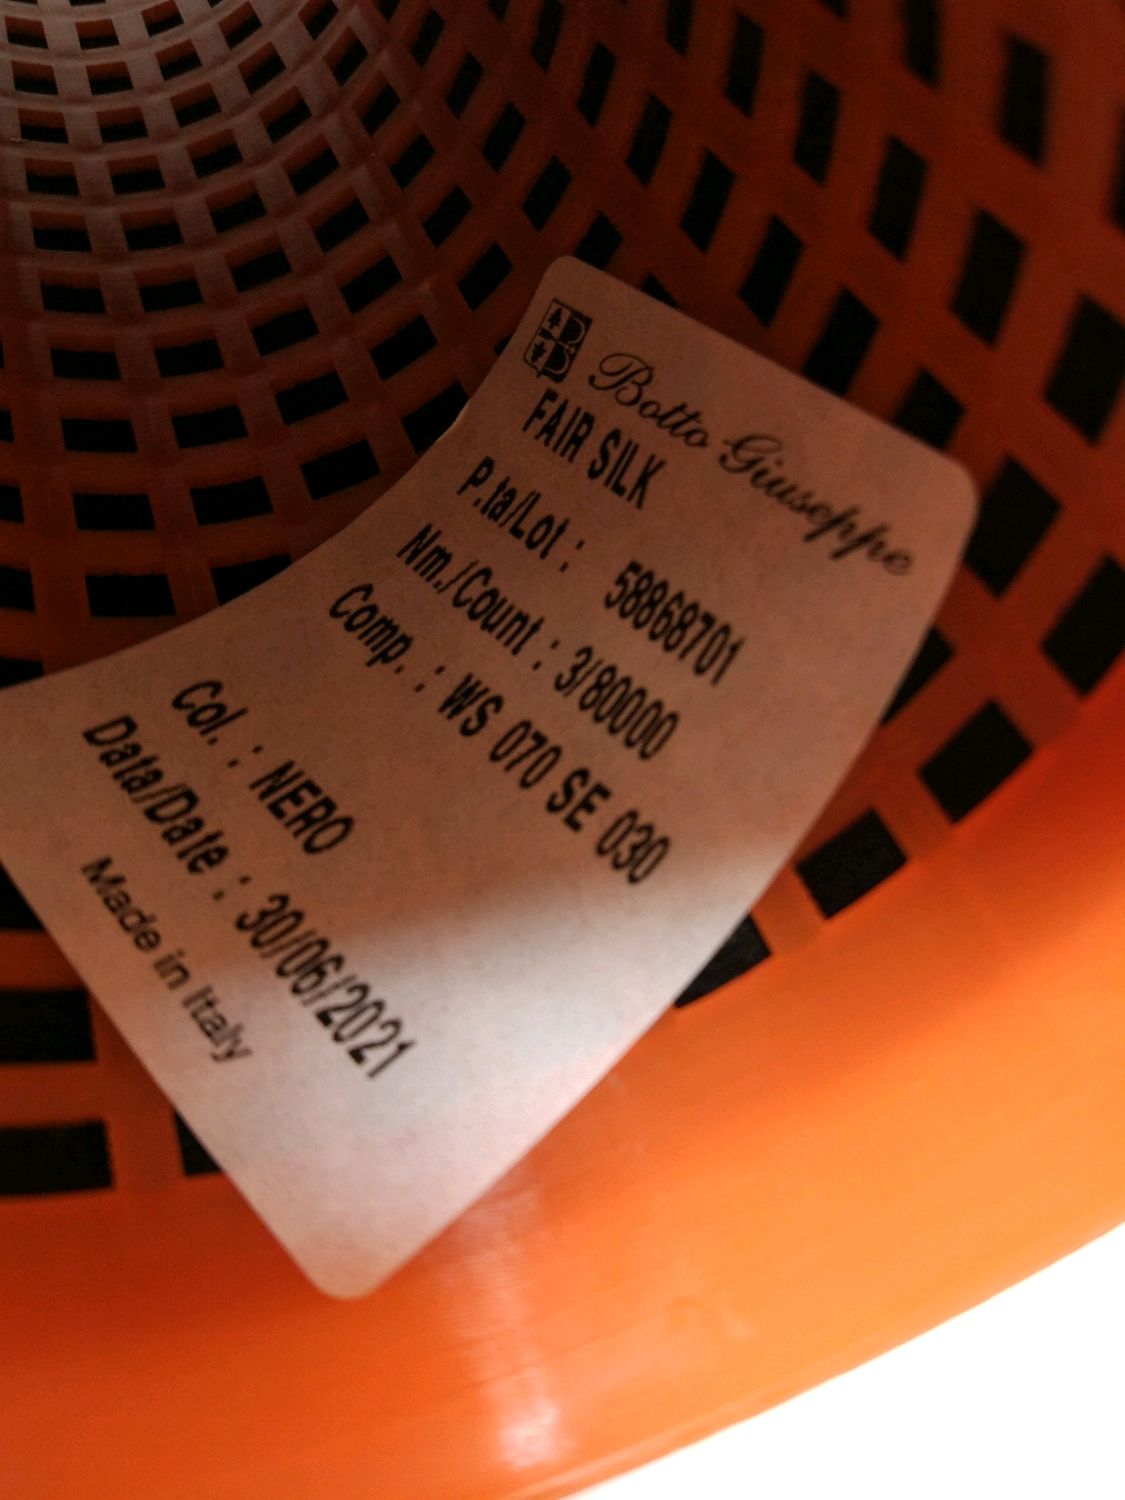 Botto Giuseppe
FAIR SILK
P.ta/Lot : 58868701
Nm./Count : 3/80000
Comp. : WS 070 SE 030
Col. : NERO
Data/Date : 30/06/2021
Made in Italy